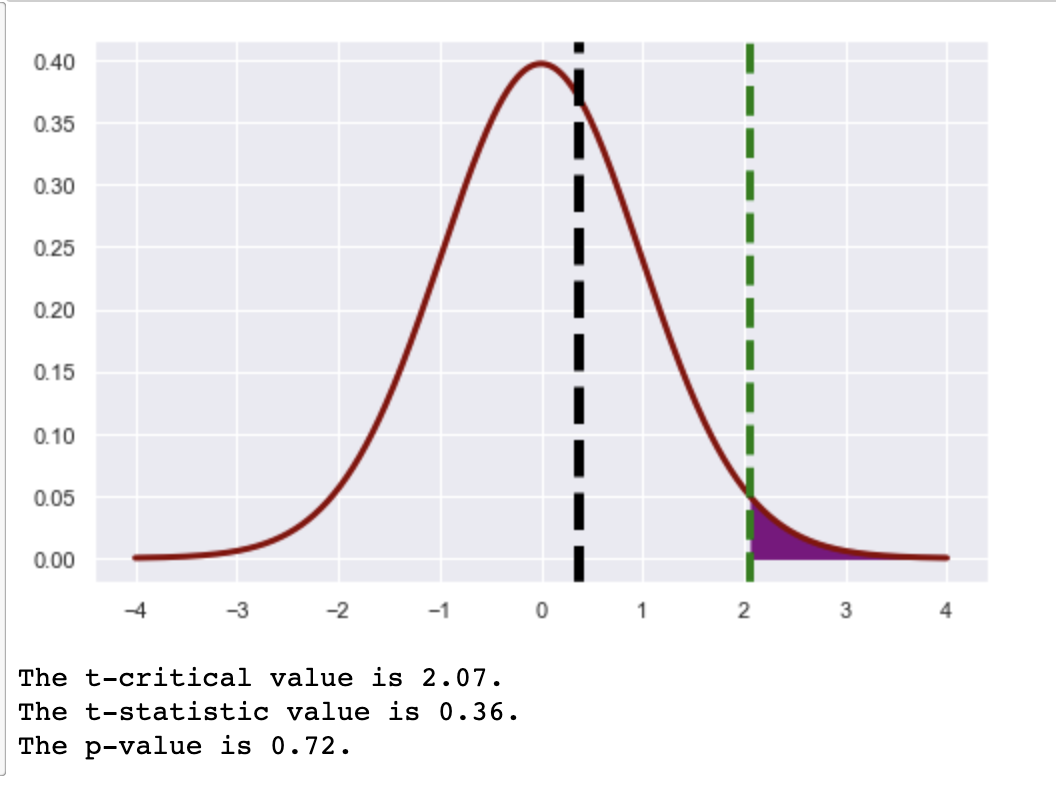 0.40
0.35
0.30
0.25
0.20
0.15
0.10
0.05
0.00
−4 −3 −2 −1 0 1 2 3 4
The t-critical value is 2.07.
The t-statistic value is 0.36.
The p-value is 0.72.